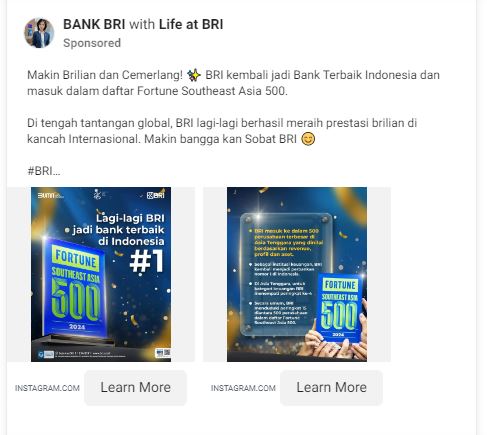 BANK BRI with Life at BRI
Sponsored
Makin Brilian dan Cemerlang! ✨ BRI kembali jadi Bank Terbaik Indonesia dan
masuk dalam daftar Fortune Southeast Asia 500.
Di tengah tantangan global, BRI lagi-lagi berhasil meraih prestasi brilian di
kancah Internasional. Makin bangga kan Sobat BRI 😊
#BRI...
BUMN
BRI
Lagi-lagi BRI
jadi bank terbaik
di Indonesia
#1
FORTUNE
SOUTHEAST ASIA
500
2024
BRI masuk ke dalam 500
perusahaan terbesar di
Asia Tenggara yang dinilai
berdasarkan revenue,
profit dan aset.
Sebagai institusi keuangan, BRI
kembali menjadi perbankan
nomor 1 di Indonesia.
Di Asia Tenggara, untuk
kategori keuangan BRI
menempati peringkat ke-4
Secara umum, BRI
menduduki peringkat 15
diantara 500 perusahaan
dalam daftar Fortune
Southeast Asia 500.
FORTUNE
SOUTHEAST ASIA
500
2024
INSTAGRAM.COM
Learn More
INSTAGRAM.COM
Learn More